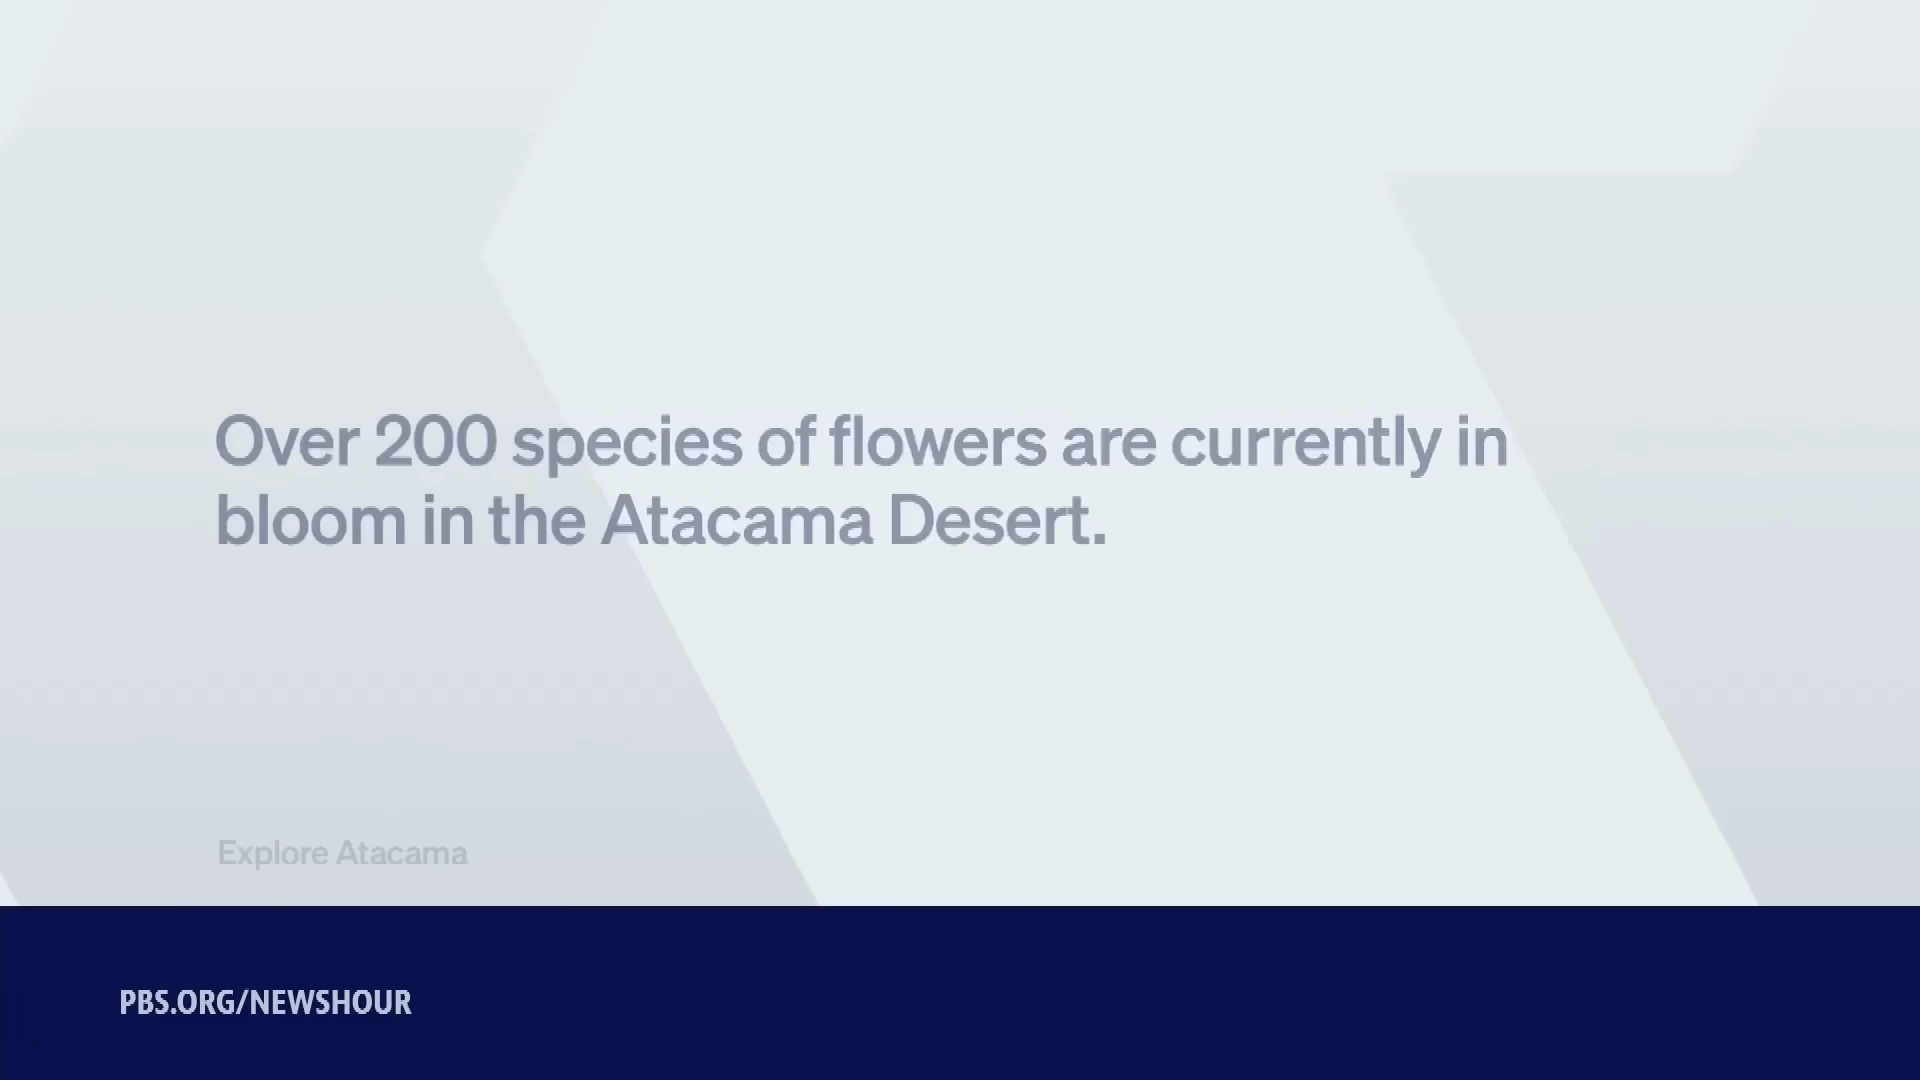 Over 200 species of flowers are currently in
bloom in the Atacama Desert.
Explore Atacama
PBS.ORG/NEWSHOUR